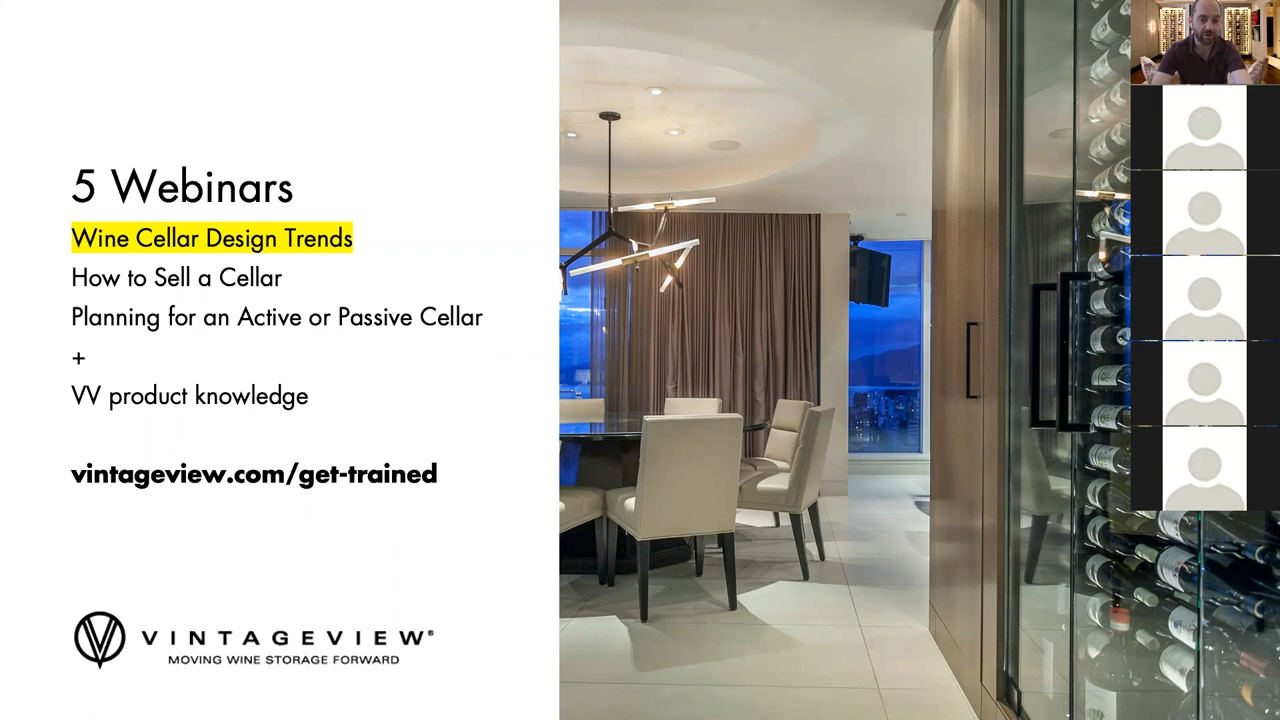 5 Webinars
Wine Cellar Design Trends
How to Sell a Cellar
Planning for an Active or Passive Cellar
+
VV product knowledge
vintageview.com/get-trained
VINTAGEVIEW®
MOVING WINE STORAGE FORWARD